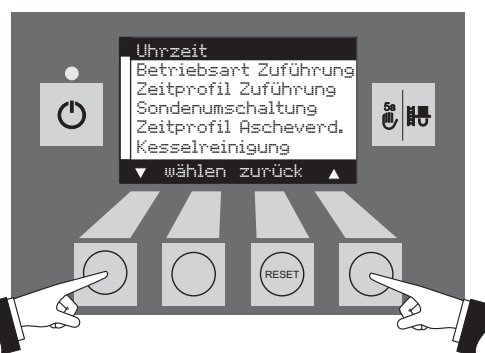 Uhrzeit
Betriebsart Zuführung
Zeitprofil Zuführung
Sondenumschaltung
Zeitprofil Ascheverd.
Kesselreinigung
▼ wählen zurück ▲
5s
RESET